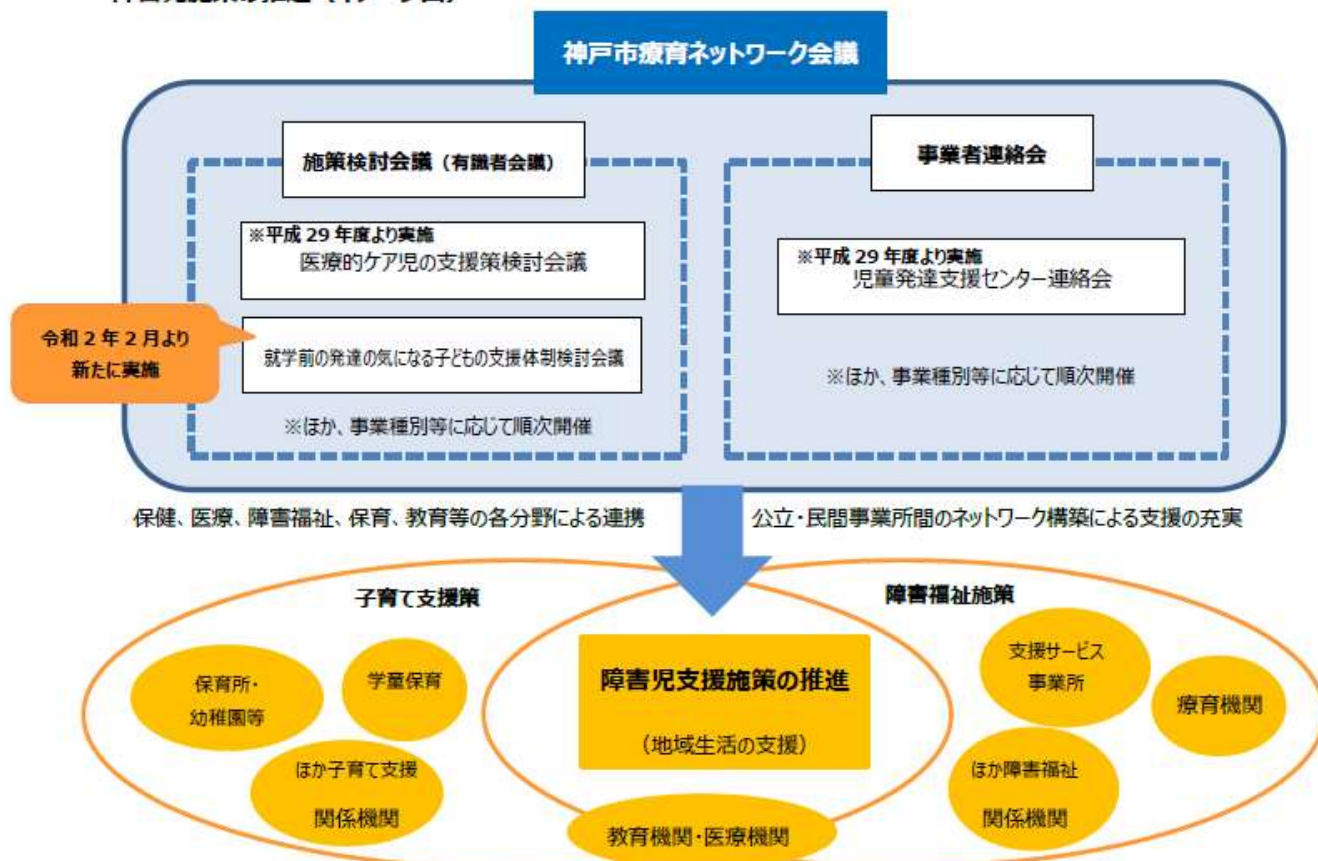 神戸市療育ネットワーク会議
施策検討会議（有識者会議）
※平成 29 年度より実施
医療的ケア児の支援策検討会議
令和 2 年 2 月より
新たに実施
就学前の発達の気になる子どもの支援体制検討会議
※ほか、事業種別等に応じて順次開催
事業者連絡会
※平成 29 年度より実施
児童発達支援センター連絡会
※ほか、事業種別等に応じて順次開催
保健、医療、障害福祉、保育、教育等の各分野による連携
公立・民間事業所間のネットワーク構築による支援の充実
子育て支援策
保育所・
幼稚園等
学童保育
ほか子育て支援
関係機関
障害児支援施策の推進
（地域生活の支援）
教育機関・医療機関
障害福祉施策
支援サービス
事業所
療育機関
ほか障害福祉
関係機関